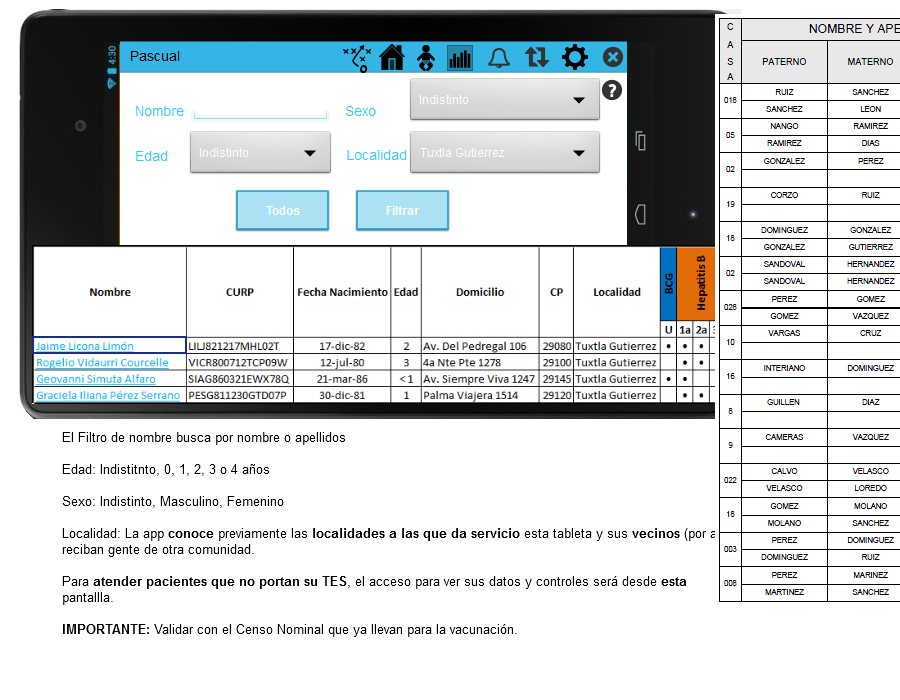 4:30
Pascual
?
Nombre
Sexo
Indistinto
Edad
Indistinto
Localidad
Tuxtla Gutierrez
Todos
Filtrar
Nombre CURP Fecha Nacimiento Edad Domicilio CP Localidad BCG Hepatitis B
U 1a 2a
Jaime Licona Limón LILJ821217MHL02T 17-dic-82 2 Av. Del Pedregal 106 29080 Tuxtla Gutierrez • • •
Rogelio Vidaurri Courcelle VICR800712TCP09W 12-jul-80 3 4a Nte Pte 1278 29100 Tuxtla Gutierrez • •
Geovanni Simuta Alfaro SIAG860321EWX78Q 21-mar-86 < 1 Av. Siempre Viva 1247 29145 Tuxtla Gutierrez • •
Graciela Iliana Pérez Serrano PESG811230GTD07P 30-dic-81 1 Palma Viajera 1514 29120 Tuxtla Gutierrez • •
El Filtro de nombre busca por nombre o apellidos
Edad: Indistitnto, 0, 1, 2, 3 o 4 años
Sexo: Indistinto, Masculino, Femenino
Localidad: La app conoce previamente las localidades a las que da servicio esta tableta y sus vecinos (por a
reciban gente de otra comunidad.
Para atender pacientes que no portan su TES, el acceso para ver sus datos y controles será desde esta
pantallla.
IMPORTANTE: Validar con el Censo Nominal que ya llevan para la vacunación.
CASA NOMBRE Y APE
PATERNO MATERNO
016 RUIZ SANCHEZ
SANCHEZ LEON
05 NANGO RAMIREZ
RAMIREZ DIAS
02 GONZALEZ PEREZ
19 CORZO RUIZ
16 DOMINGUEZ GONZALEZ
GONZALEZ GUTIERREZ
02 SANDOVAL HERNANDEZ
SANDOVAL HERNANDEZ
026 PEREZ GOMEZ
GOMEZ VAZQUEZ
10 VARGAS CRUZ
16 INTERIANO DOMINGUEZ
8 GUILLEN DIAZ
9 CAMERAS VAZQUEZ
022 CALVO VELASCO
VELASCO LOREDO
18 GOMEZ MOLANO
MOLANO SANCHEZ
003 PEREZ DOMINGUEZ
DOMINGUEZ RUIZ
006 PEREZ MARINEZ
MARTINEZ SANCHEZ